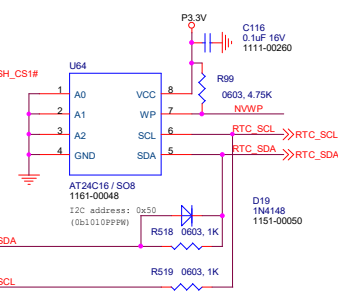 P3.3V
C116
0.1uF 16V
1111-00260
SH_CS1#
U64
R99
0603, 4.75K
1 A0 VCC 8
2 A1 WP 7 NVWP
3 A2 SCL 6 RTC_SCL RTC_SCL
4 GND SDA 5 RTC_SDA RTC_SDA
AT24C16 / SO8
1161-00048
I2C address: 0x50
(0b1010PPPW)
D19
1N4148
1151-00050
R518 0603, 1K
SDA
R519 0603, 1K
SCL